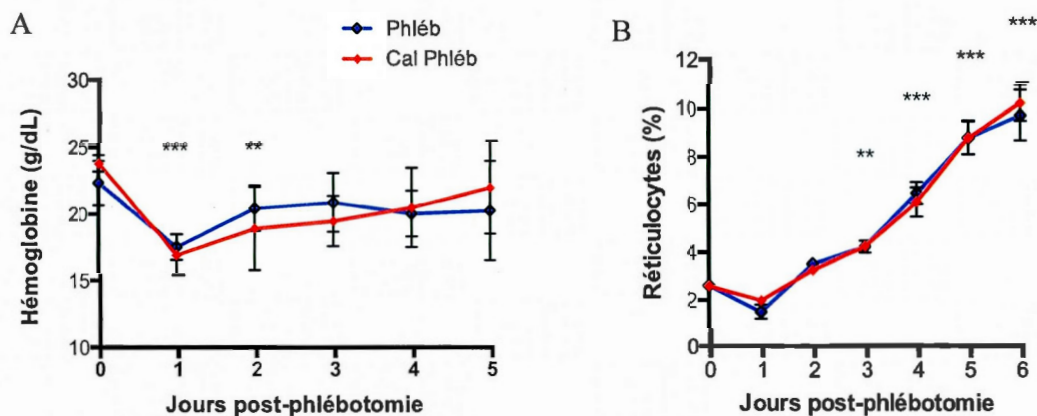 A
Phléb
Cal Phléb
Hémoglobine (g/dL)
30
25
20
15
10
***
**
0 1 2 3 4 5
Jours post-phlébotomie
B
Réticulocytes (%)
12
10
8
6
4
2
0
**
***
***
***
0 1 2 3 4 5 6
Jours post-phlébotomie